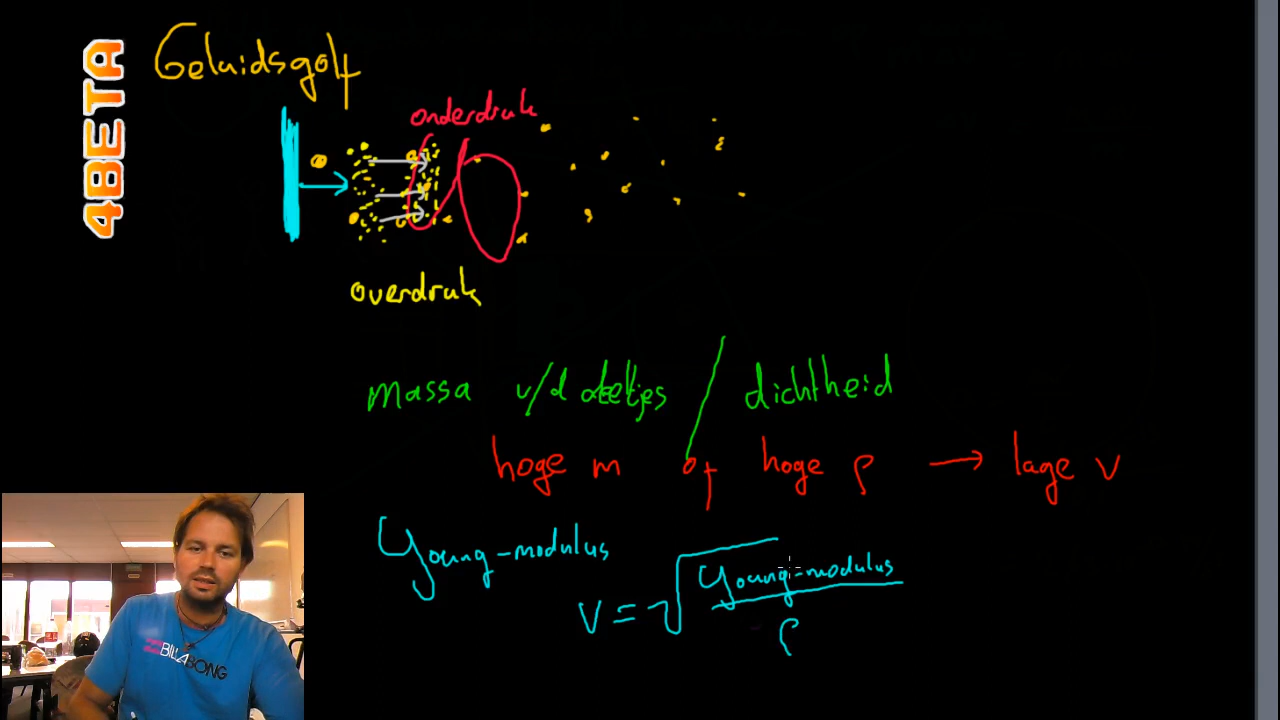 4BETA
Geluidsgolf
onderdruk
overdruk
massa v/d deeltjes / dichtheid
hoge m of hoge ρ → lage v
Young-modulus
v = √(Young-modulus / ρ)
BILLABONG